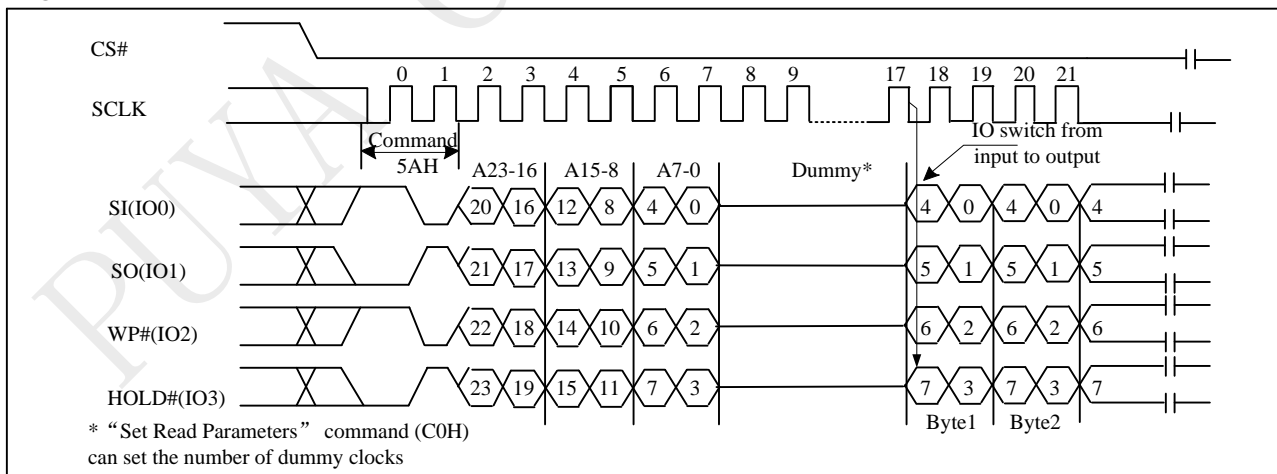 CS#
0 1 2 3 4 5 6 7 8 9 17 18 19 20 21
SCLK
Command
5AH
IO switch from
input to output
A23-16 A15-8 A7-0 Dummy*
SI(IO0) 20 16 12 8 4 0 4 0 4 0 4
SO(IO1) 21 17 13 9 5 1 5 1 5 1 5
WP#(IO2) 22 18 14 10 6 2 6 2 6 2 6
HOLD#(IO3) 23 19 15 11 7 3 7 3 7 3 7
Byte1 Byte2
* “Set Read Parameters” command (C0H)
can set the number of dummy clocks
PUYA